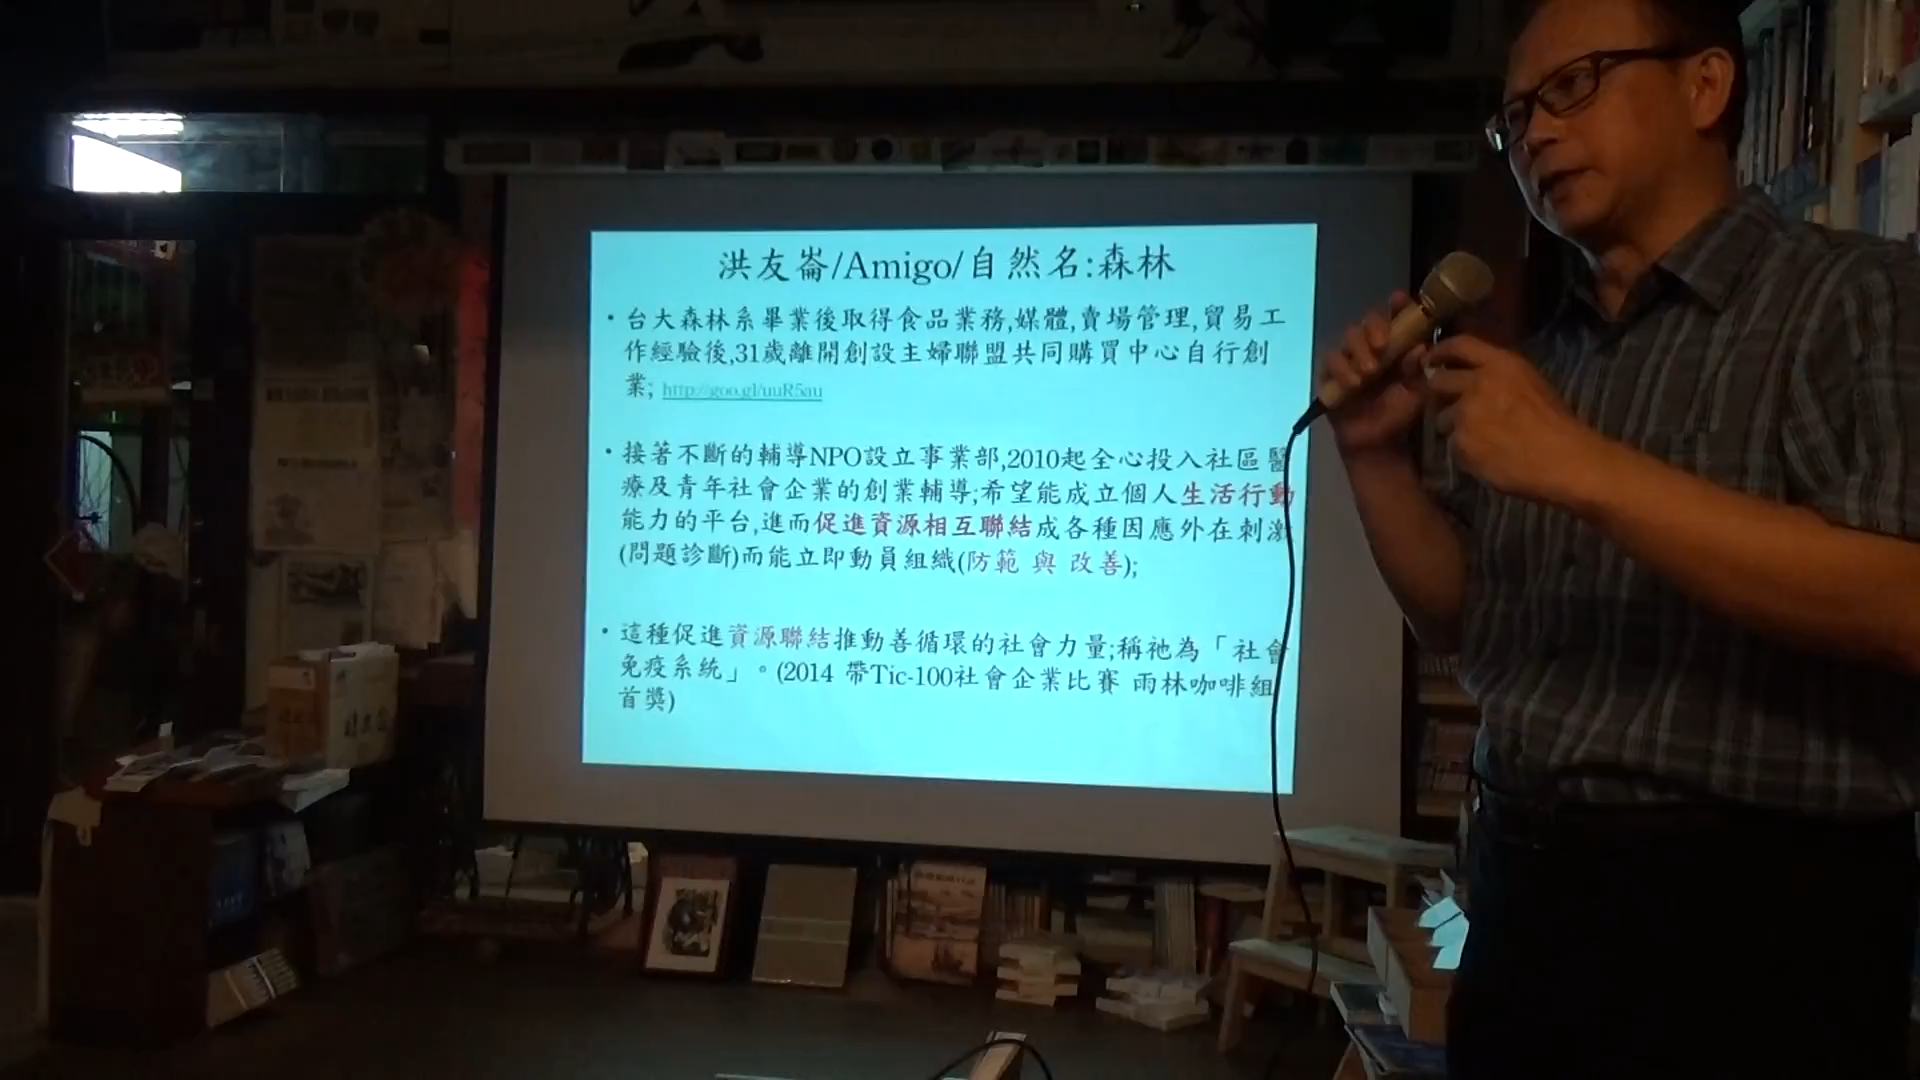 洪友崙/Amigo/自然名:森林
• 台大森林系畢業後取得食品業務,媒體,賣場管理,貿易工
作經驗後,31歲離開創設主婦聯盟共同購買中心自行創
業; http://goo.gl/uuR5au
• 接著不斷的輔導NPO設立事業部,2010起全心投入社區醫
療及青年社會企業的創業輔導;希望能成立個人生活行動
能力的平台,進而促進資源相互聯結成各種因應外在刺激
(問題診斷)而能立即動員組織(防範 與 改善);
• 這種促進資源聯結推動善循環的社會力量;稱祂為「社會
免疫系統」。(2014 帶Tic-100社會企業比賽 雨林咖啡組
首獎)